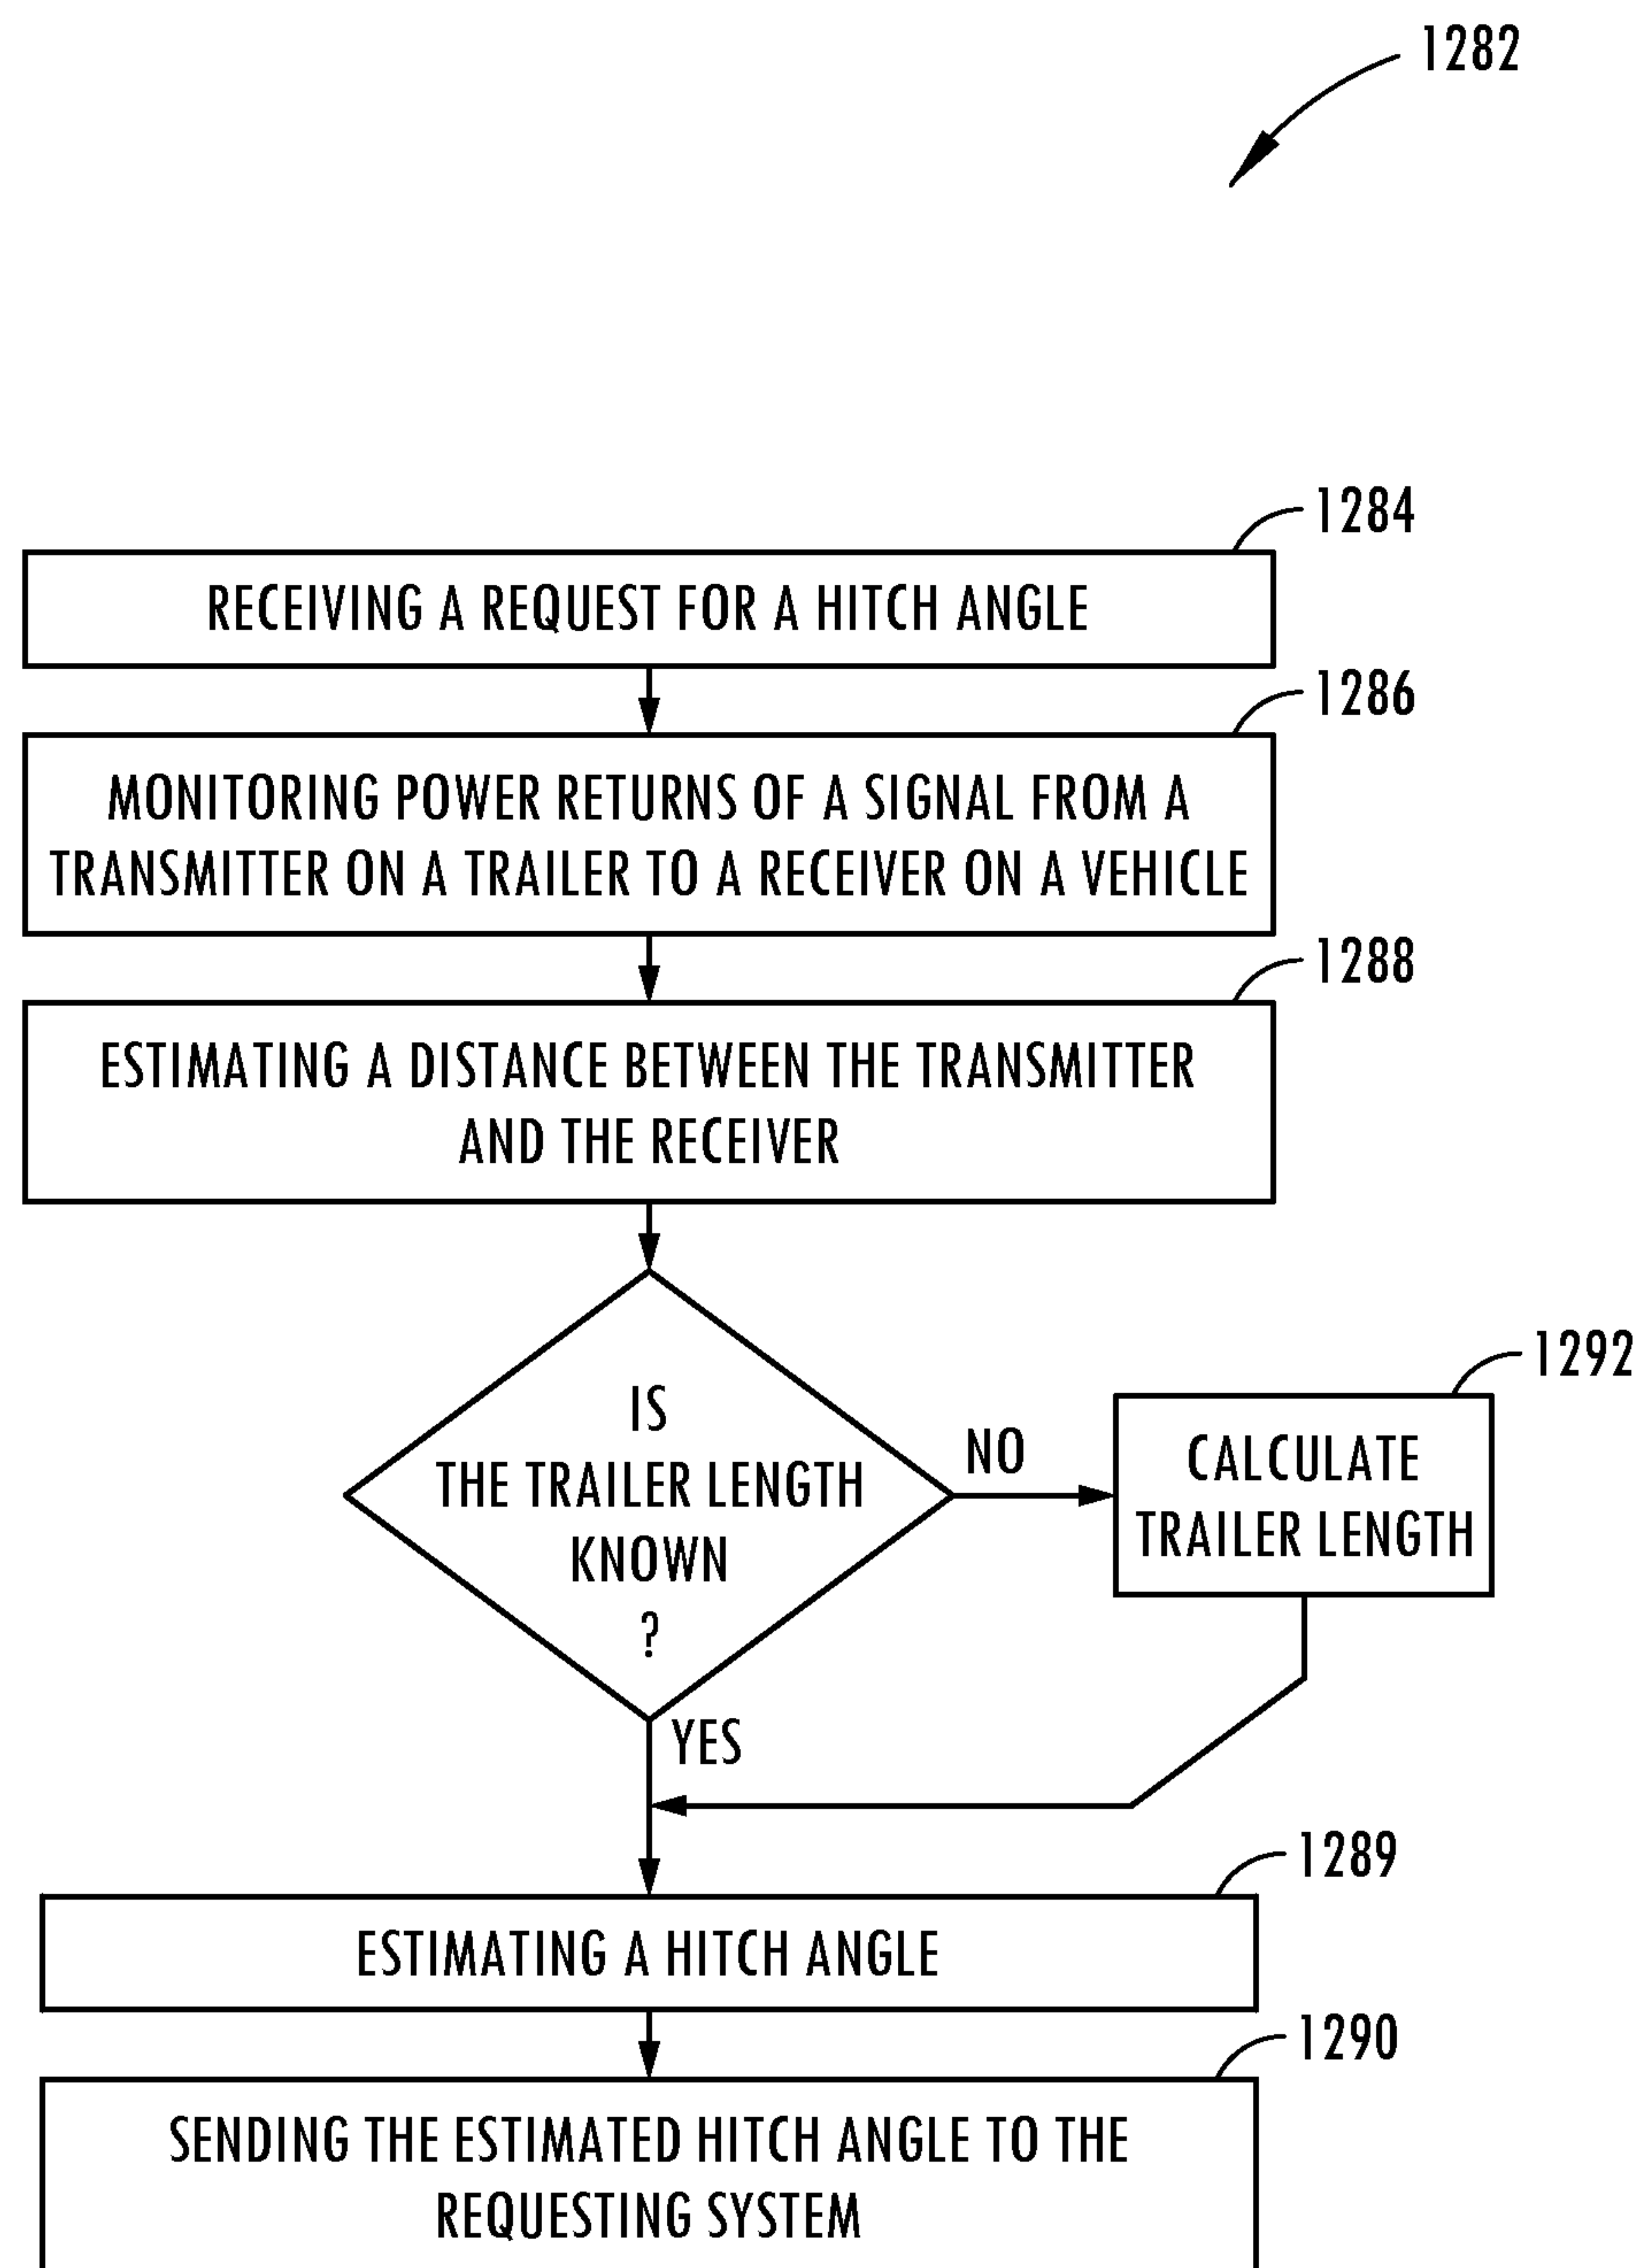 1282
1284
RECEIVING A REQUEST FOR A HITCH ANGLE
1286
MONITORING POWER RETURNS OF A SIGNAL FROM A
TRANSMITTER ON A TRAILER TO A RECEIVER ON A VEHICLE
1288
ESTIMATING A DISTANCE BETWEEN THE TRANSMITTER
AND THE RECEIVER
IS
THE TRAILER LENGTH
KNOWN
?
NO
1292
CALCULATE
TRAILER LENGTH
YES
1289
ESTIMATING A HITCH ANGLE
1290
SENDING THE ESTIMATED HITCH ANGLE TO THE
REQUESTING SYSTEM